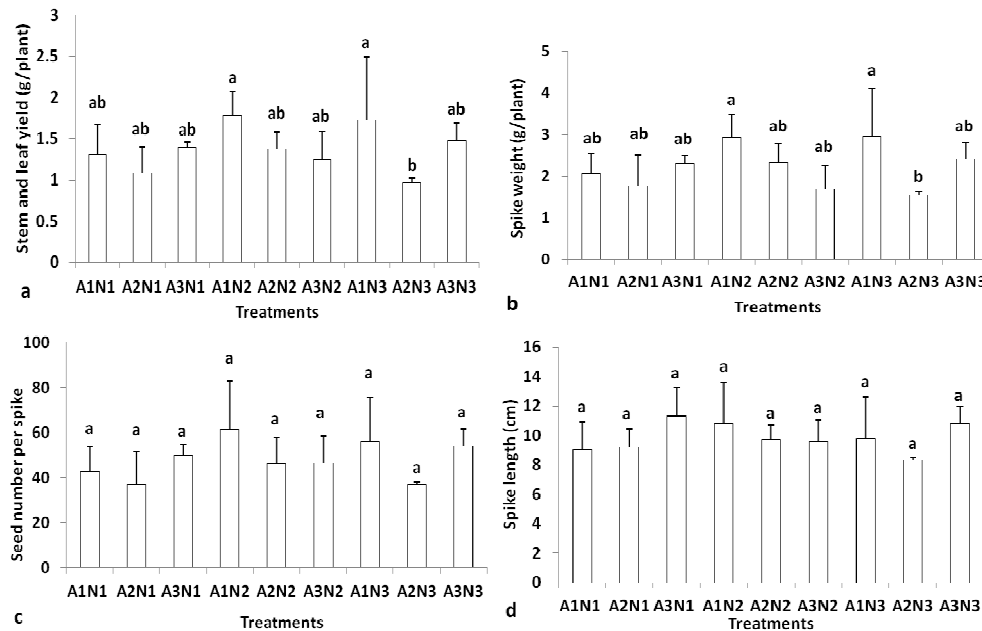 Stem and leaf yield (g/plant)
3
2.5
2
1.5
1
0.5
0
ab
ab
ab
a
ab
ab
a
b
ab
A1N1 A2N1 A3N1 A1N2 A2N2 A3N2 A1N3 A2N3 A3N3
Treatments
a
Spike weight (g/plant)
5
4
3
2
1
0
ab
ab
ab
a
ab
ab
a
b
ab
A1N1 A2N1 A3N1 A1N2 A2N2 A3N2 A1N3 A2N3 A3N3
Treatments
b
Seed number per spike
100
80
60
40
20
0
a
a
a
a
a
a
a
a
a
A1N1 A2N1 A3N1 A1N2 A2N2 A3N2 A1N3 A2N3 A3N3
Treatments
c
Spike length (cm)
16
14
12
10
8
6
4
2
0
a
a
a
a
a
a
a
a
a
A1N1 A2N1 A3N1 A1N2 A2N2 A3N2 A1N3 A2N3 A3N3
Treatments
d